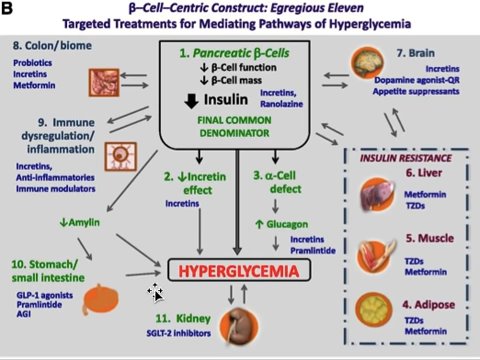 B
β–Cell–Centric Construct: Egregious Eleven
Targeted Treatments for Mediating Pathways of Hyperglycemia
8. Colon/biome
Probiotics
Incretins
Metformin
1. Pancreatic β-Cells
↓ β-Cell function
↓ β-Cell mass
↓ Insulin
Incretins,
Ranolazine
FINAL COMMON
DENOMINATOR
7. Brain
Incretins
Dopamine agonist-QR
Appetite suppressants
9. Immune
dysregulation/
inflammation
Incretins,
Anti-inflammatories
Immune modulators
2. ↓Incretin
effect
Incretins
3. α-Cell
defect
↑ Glucagon
Incretins
Pramlintide
INSULIN RESISTANCE
6. Liver
Metformin
TZDs
5. Muscle
TZDs
Metformin
4. Adipose
TZDs
Metformin
↓Amylin
10. Stomach/
small intestine
GLP-1 agonists
Pramlintide
AGI
HYPERGLYCEMIA
11. Kidney
SGLT-2 inhibitors